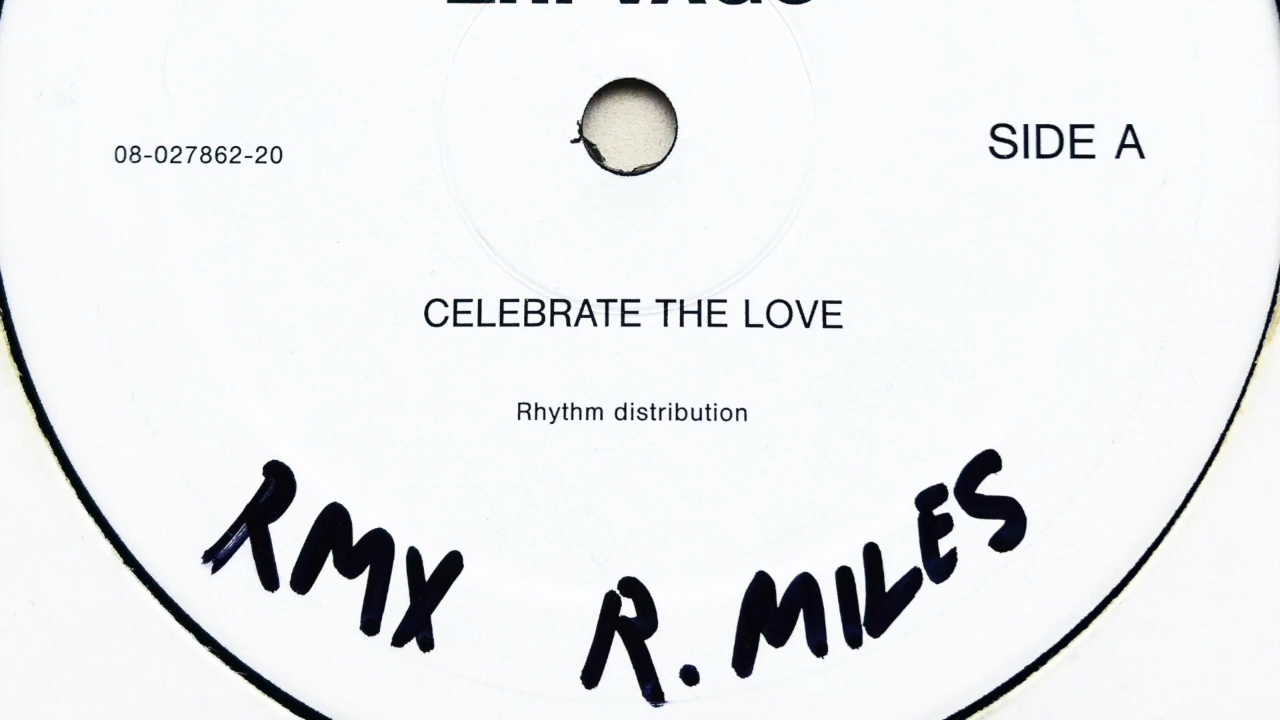 08-027862-20
SIDE A
CELEBRATE THE LOVE
Rhythm distribution
RMX R. MILES